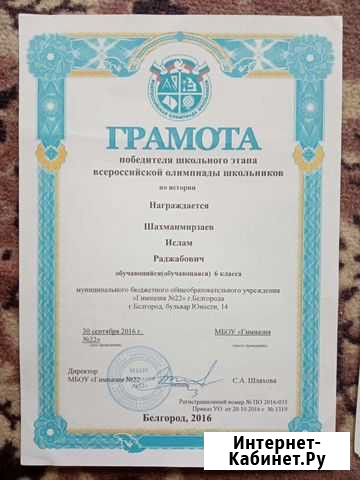 ГРАМОТА
победителя школьного этапа
всероссийской олимпиады школьников
по истории
Награждается
Шахманмирзаев
Ислам
Раджабович
обучающийся(обучающаяся) 6 класса
муниципального бюджетного общеобразовательного учреждения
«Гимназия №22» г.Белгорода
г.Белгород, бульвар Юности, 14
30 сентября 2016 г. МБОУ «Гимназия
№22»
Директор
МБОУ «Гимназия №22» С.А. Шляхова
Регистрационный номер № ПО 2016-035
Приказ УО от 20.10.2016 г. № 1319
Белгород, 2016
Интернет-
Кабинет.Ру